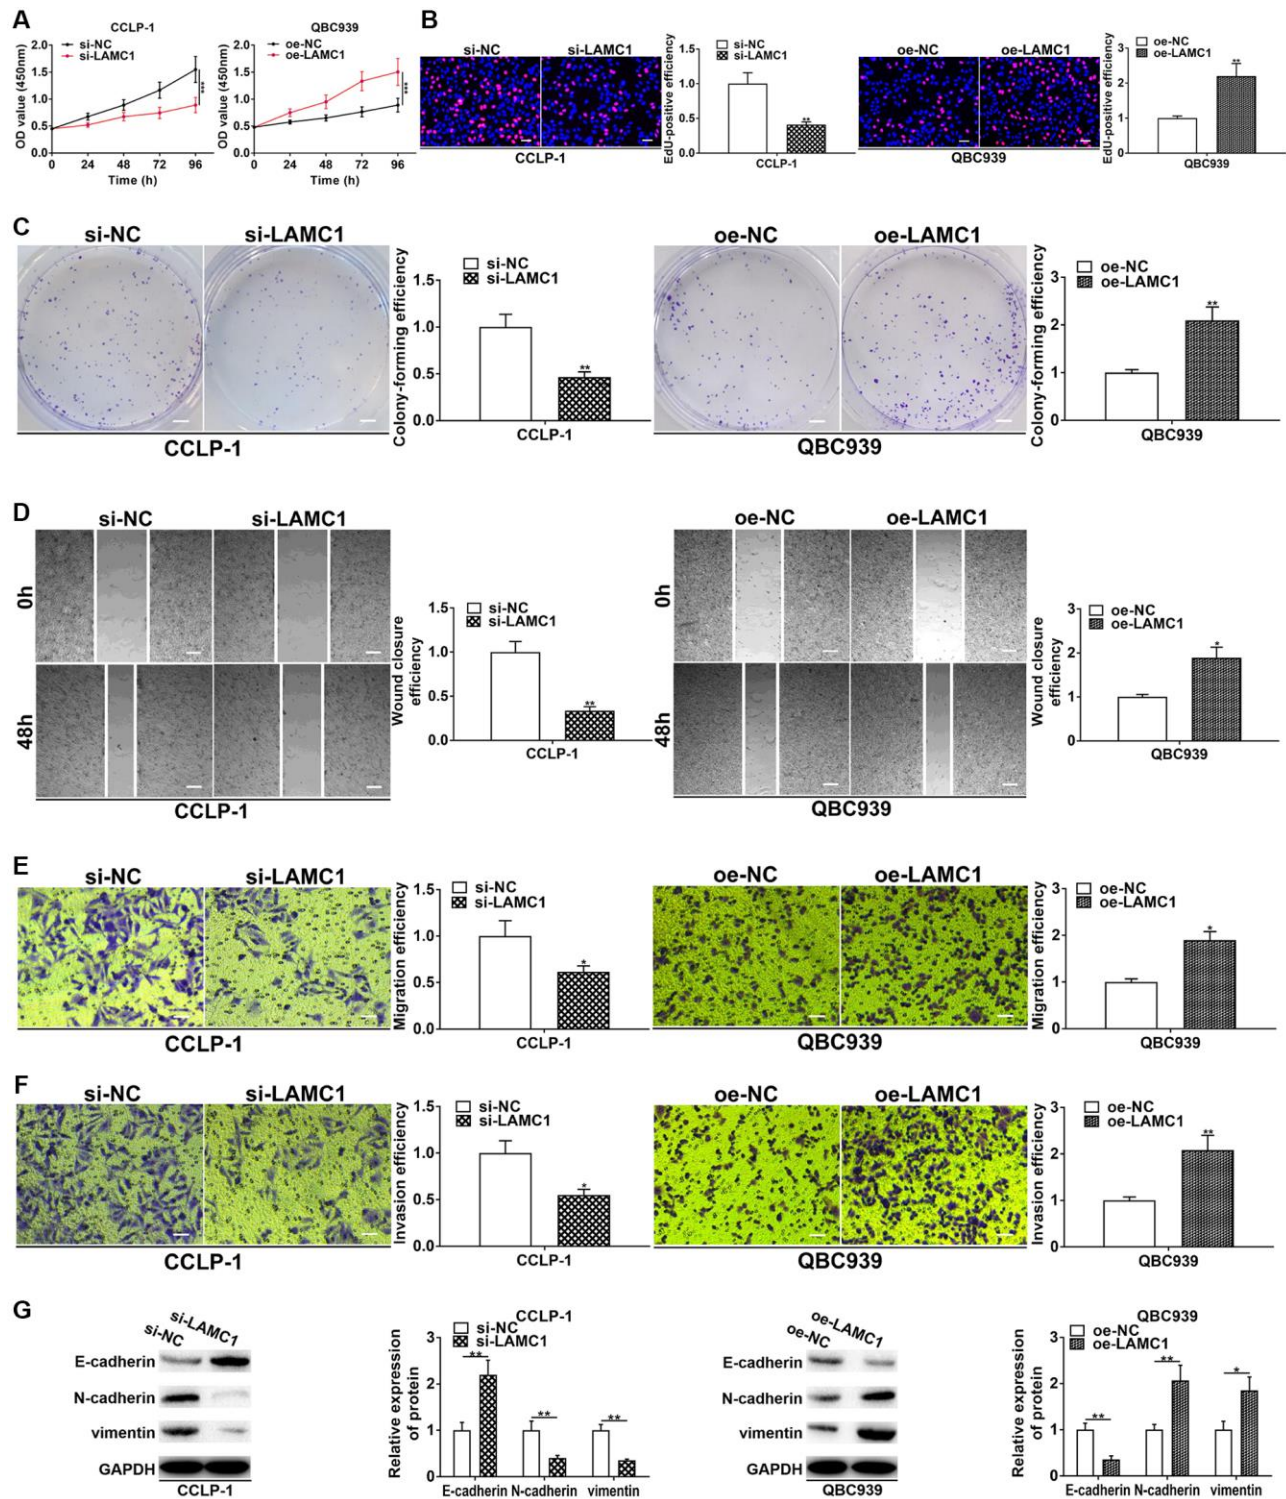 A
CCLP-1
si-NC
si-LAMC1
OD value (450nm)
2.0
1.5
1.0
0.5
0.0
***
0 24 48 72 96
Time (h)
QBC939
oe-NC
oe-LAMC1
OD value (450nm)
2.0
1.5
1.0
0.5
0.0
***
0 24 48 72 96
Time (h)
B
si-NC si-LAMC1
CCLP-1
si-NC
si-LAMC1
EdU-positive efficiency
1.5
1.0
0.5
0.0
**
CCLP-1
oe-NC oe-LAMC1
QBC939
oe-NC
oe-LAMC1
EdU-positive efficiency
3
2
1
0
**
QBC939
C
si-NC si-LAMC1
CCLP-1
si-NC
si-LAMC1
Colony-forming efficiency
1.5
1.0
0.5
0.0
**
CCLP-1
oe-NC oe-LAMC1
QBC939
oe-NC
oe-LAMC1
Colony-forming efficiency
3
2
1
0
**
QBC939
D
si-NC si-LAMC1
0h
48h
CCLP-1
si-NC
si-LAMC1
Wound closure
efficiency
1.5
1.0
0.5
0.0
**
CCLP-1
oe-NC oe-LAMC1
0h
48h
QBC939
oe-NC
oe-LAMC1
Wound closure
efficiency
3
2
1
0
*
QBC939
E
si-NC si-LAMC1
CCLP-1
si-NC
si-LAMC1
Migration efficiency
1.5
1.0
0.5
0.0
*
CCLP-1
oe-NC oe-LAMC1
QBC939
oe-NC
oe-LAMC1
Migration efficiency
3
2
1
0
*
QBC939
F
si-NC si-LAMC1
CCLP-1
si-NC
si-LAMC1
Invasion efficiency
1.5
1.0
0.5
0.0
*
CCLP-1
oe-NC oe-LAMC1
QBC939
oe-NC
oe-LAMC1
Invasion efficiency
3
2
1
0
**
QBC939
G
si-NC si-LAMC1
E-cadherin
N-cadherin
vimentin
GAPDH
CCLP-1
CCLP-1
si-NC
si-LAMC1
Relative expression
of protein
3
2
1
0
** ** **
E-cadherin N-cadherin vimentin
oe-NC oe-LAMC1
E-cadherin
N-cadherin
vimentin
GAPDH
QBC939
QBC939
oe-NC
oe-LAMC1
Relative expression
of protein
3
2
1
0
** ** *
E-cadherin N-cadherin vimentin